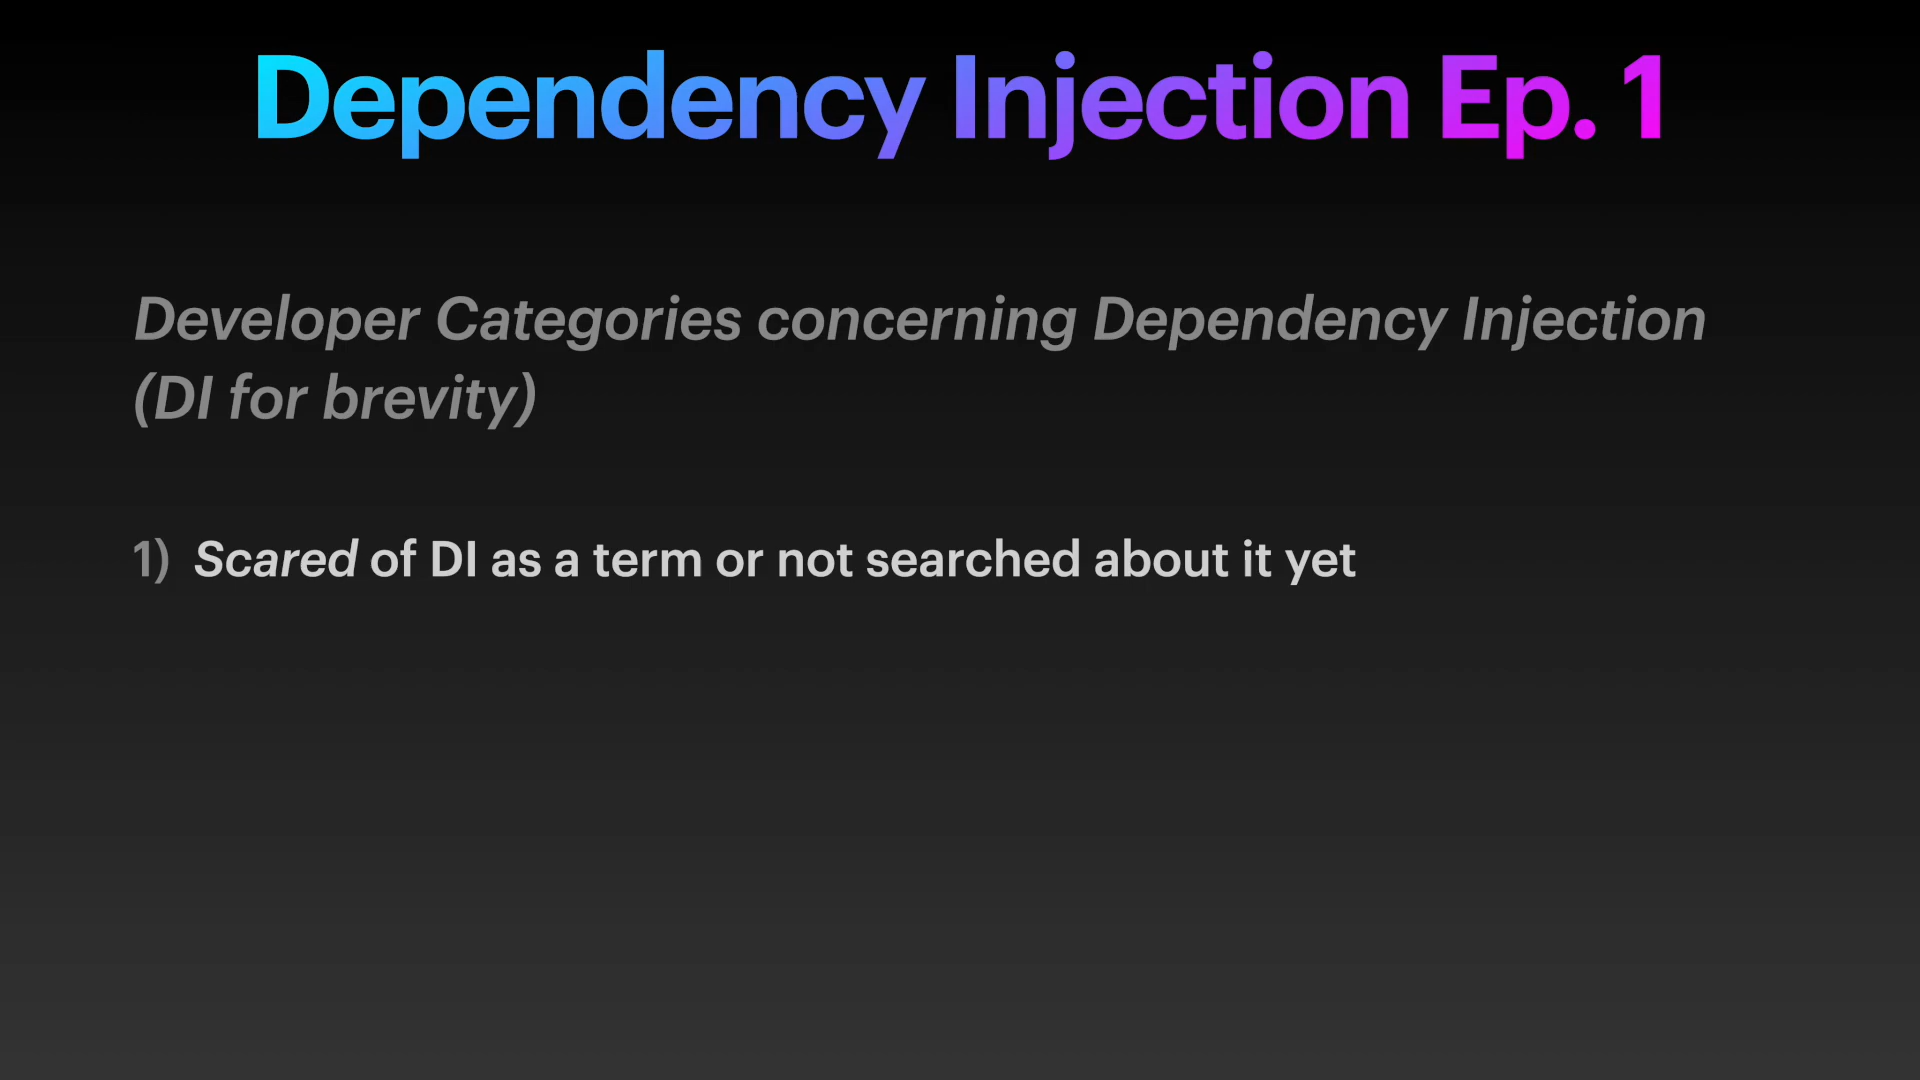 Dependency Injection Ep. 1
Developer Categories concerning Dependency Injection
(DI for brevity)
1) Scared of DI as a term or not searched about it yet